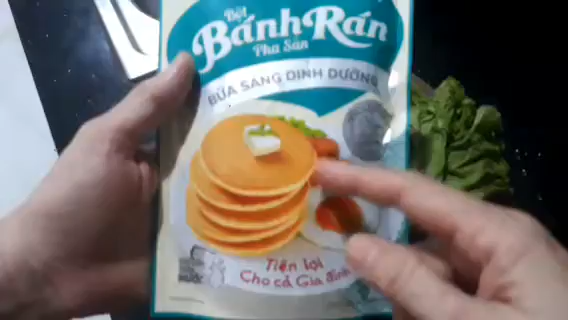 Bột
Bánh Rán
Pha Sẵn
BỮA SÁNG DINH DƯỠNG
Tiện lợi
Cho cả Gia đình